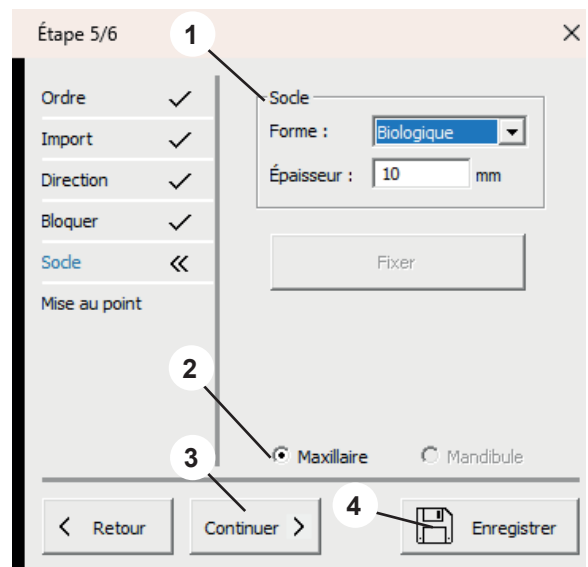 Étape 5/6
1
Ordre
Import
Direction
Bloquer
Socle
Mise au point
Socle
Forme : Biologique
Épaisseur : 10 mm
Fixer
2
Maxillaire Mandibule
3
4
Retour Continuer Enregistrer